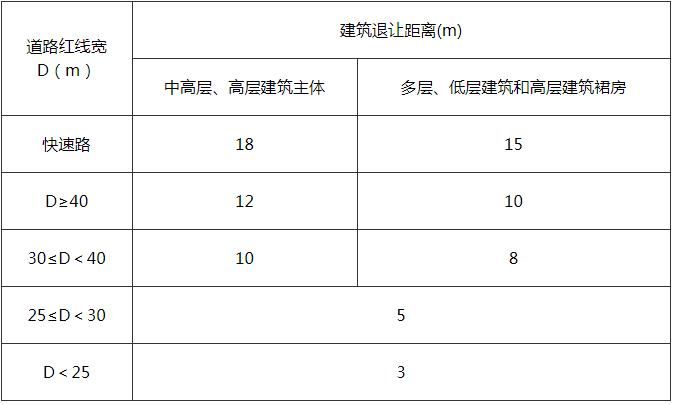 道路红线宽
D（m）
建筑退让距离(m)
中高层、高层建筑主体
多层、低层建筑和高层建筑裙房
快速路
18
15
D≥40
12
10
30≤D＜40
10
8
25≤D＜30
5
D＜25
3